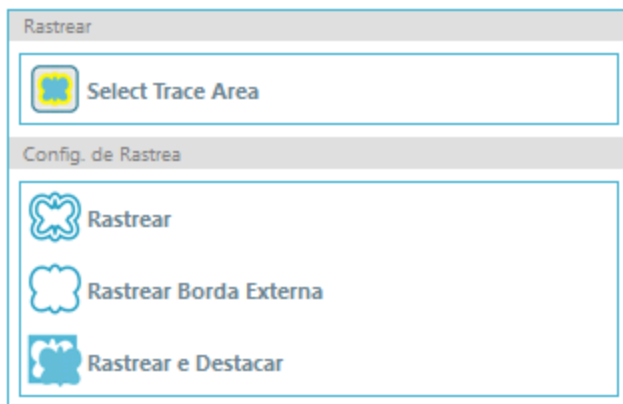 Rastrear
Select Trace Area
Config. de Rastrea
Rastrear
Rastrear Borda Externa
Rastrear e Destacar